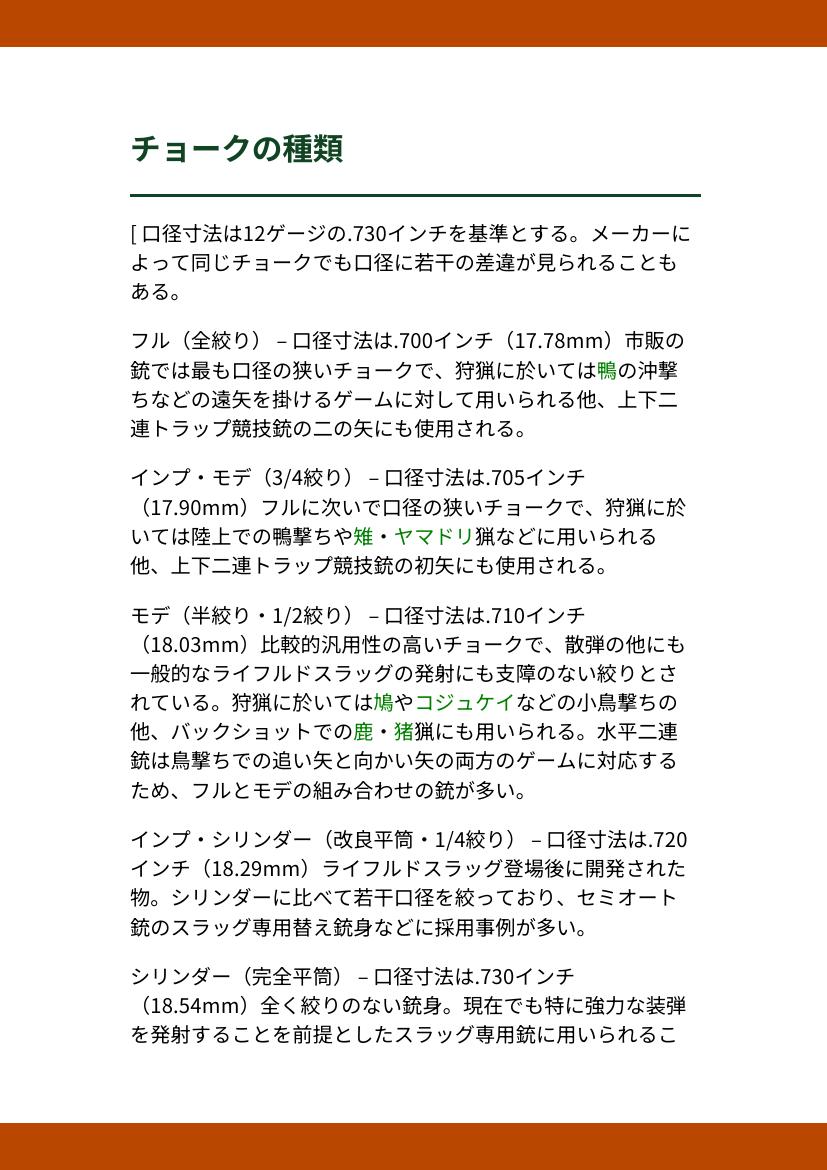 チョークの種類
[ 口径寸法は12ゲージの.730インチを基準とする。メーカーに
よって同じチョークでも口径に若干の差違が見られることも
ある。
フル（全絞り） – 口径寸法は.700インチ（17.78mm）市販の
銃では最も口径の狭いチョークで、狩猟に於いては鴨の沖撃
ちなどの遠矢を掛けるゲームに対して用いられる他、上下二
連トラップ競技銃の二の矢にも使用される。
インプ・モデ（3/4絞り） – 口径寸法は.705インチ
（17.90mm）フルに次いで口径の狭いチョークで、狩猟に於
いては陸上での鴨撃ちや雉・ヤマドリ猟などに用いられる
他、上下二連トラップ競技銃の初矢にも使用される。
モデ（半絞り・1/2絞り） – 口径寸法は.710インチ
（18.03mm）比較的汎用性の高いチョークで、散弾の他にも
一般的なライフルドスラッグの発射にも支障のない絞りとさ
れている。狩猟に於いては鳩やコジュケイなどの小鳥撃ちの
他、バックショットでの鹿・猪猟にも用いられる。水平二連
銃は鳥撃ちでの追い矢と向かい矢の両方のゲームに対応する
ため、フルとモデの組み合わせの銃が多い。
インプ・シリンダー（改良平筒・1/4絞り） – 口径寸法は.720
インチ（18.29mm）ライフルドスラッグ登場後に開発された
物。シリンダーに比べて若干口径を絞っており、セミオート
銃のスラッグ専用替え銃身などに採用事例が多い。
シリンダー（完全平筒） – 口径寸法は.730インチ
（18.54mm）全く絞りのない銃身。現在でも特に強力な装弾
を発射することを前提としたスラッグ専用銃に用いられるこ